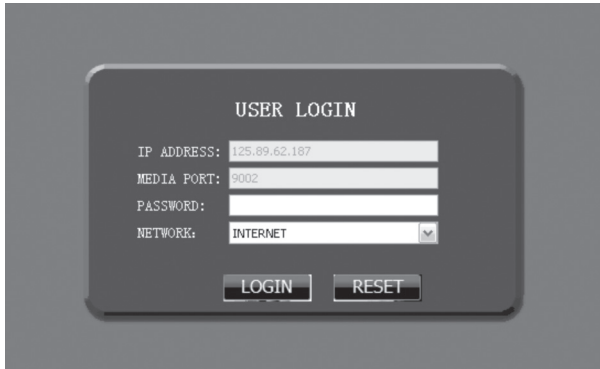 USER LOGIN
IP ADDRESS: 125.89.62.187
MEDIA PORT: 9002
PASSWORD:
NETWORK: INTERNET
LOGIN RESET